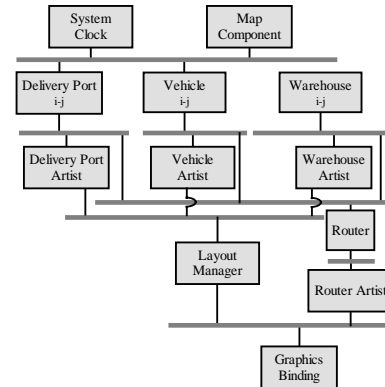 System
Clock
Map
Component
Delivery Port
i-j
Vehicle
i-j
Warehouse
i-j
Delivery Port
Artist
Vehicle
Artist
Warehouse
Artist
Router
Layout
Manager
Router Artist
Graphics
Binding